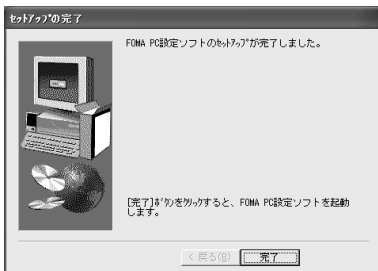 ｾｯﾄｱｯﾌﾟの完了
FOMA PC設定ソフトのｾｯﾄｱｯﾌﾟが完了しました。
[完了]ﾎﾞﾀﾝをｸﾘｯｸすると、FOMA PC設定ソフトを起動
します。
< 戻る(B)
完了